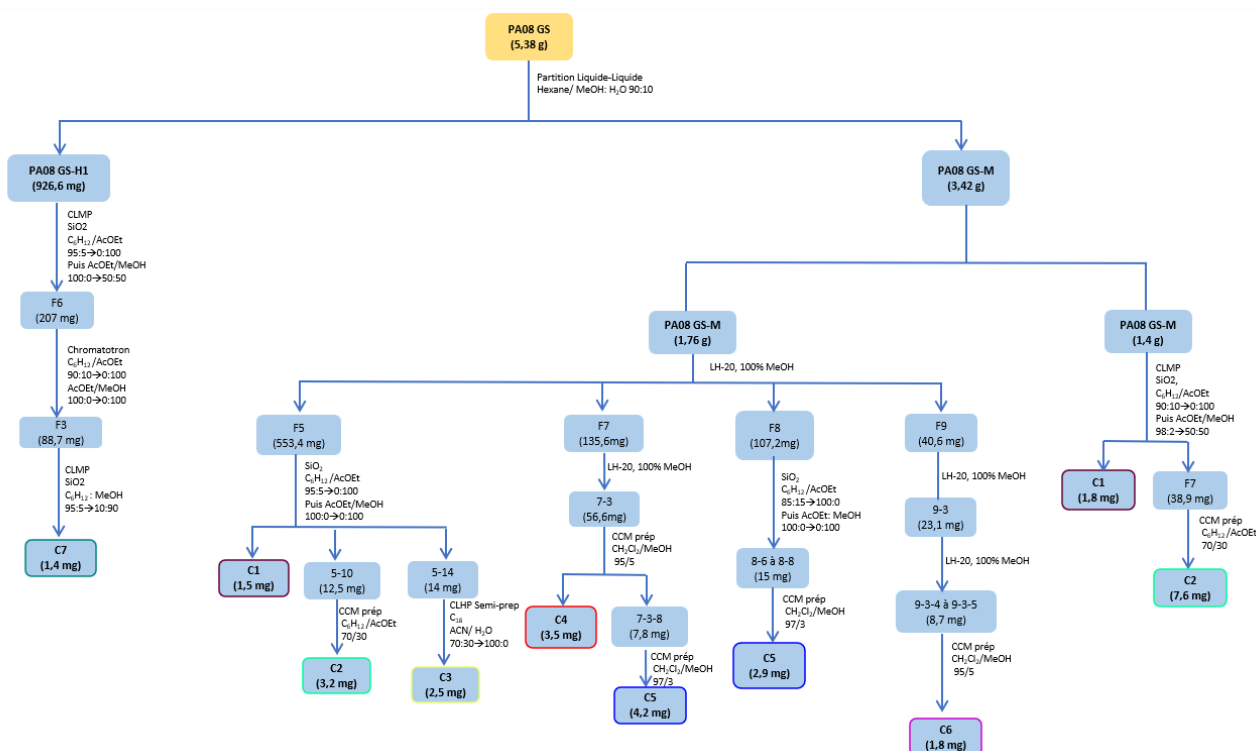 PA08 GS
(5,38 g)
Partition Liquide-Liquide
Hexane/ MeOH: H₂O 90:10
PA08 GS-H1
(926,6 mg)
PA08 GS-M
(3,42 g)
CLMP
SiO2
C₆H₁₂/AcOEt
95:5→0:100
Puis AcOEt/MeOH
100:0→50:50
F6
(207 mg)
Chromatotron
C₆H₁₂/AcOEt
90:10→0:100
AcOEt/MeOH
100:0→0:100
F3
(88,7 mg)
CLMP
SiO2
C₆H₁₂ : MeOH
95:5→10:90
C7
(1,4 mg)
PA08 GS-M
(1,76 g)
LH-20, 100% MeOH
PA08 GS-M
(1,4 g)
CLMP
SiO₂,
C₆H₁₂/AcOEt
90:10→0:100
Puis AcOEt/MeOH
98:2→50:50
F5
(553,4 mg)
SiO₂
C₆H₁₂/AcOEt
95:5→0:100
Puis AcOEt/MeOH
100:0→0:100
C1
(1,5 mg)
5-10
(12,5 mg)
CCM prép
C₆H₁₂/AcOEt
70/30
C2
(3,2 mg)
5-14
(14 mg)
CLHP Semi-prep
C₁₈
ACN/ H₂O
70:30→100:0
C3
(2,5 mg)
F7
(135,6mg)
LH-20, 100% MeOH
7-3
(56,6mg)
CCM prép
CH₂Cl₂/MeOH
95/5
C4
(3,5 mg)
7-3-8
(7,8 mg)
CCM prép
CH₂Cl₂/MeOH
97/3
C5
(4,2 mg)
F8
(107,2mg)
SiO₂
C₆H₁₂/AcOEt
85:15→100:0
Puis AcOEt: MeOH
100:0→0:100
8-6 à 8-8
(15 mg)
CCM prép
CH₂Cl₂/MeOH
97/3
C5
(2,9 mg)
F9
(40,6 mg)
LH-20, 100% MeOH
9-3
(23,1 mg)
LH-20, 100% MeOH
9-3-4 à 9-3-5
(8,7 mg)
CCM prép
CH₂Cl₂/MeOH
95/5
C6
(1,8 mg)
C1
(1,8 mg)
F7
(38,9 mg)
CCM prép
C₆H₁₂/AcOEt
70/30
C2
(7,6 mg)